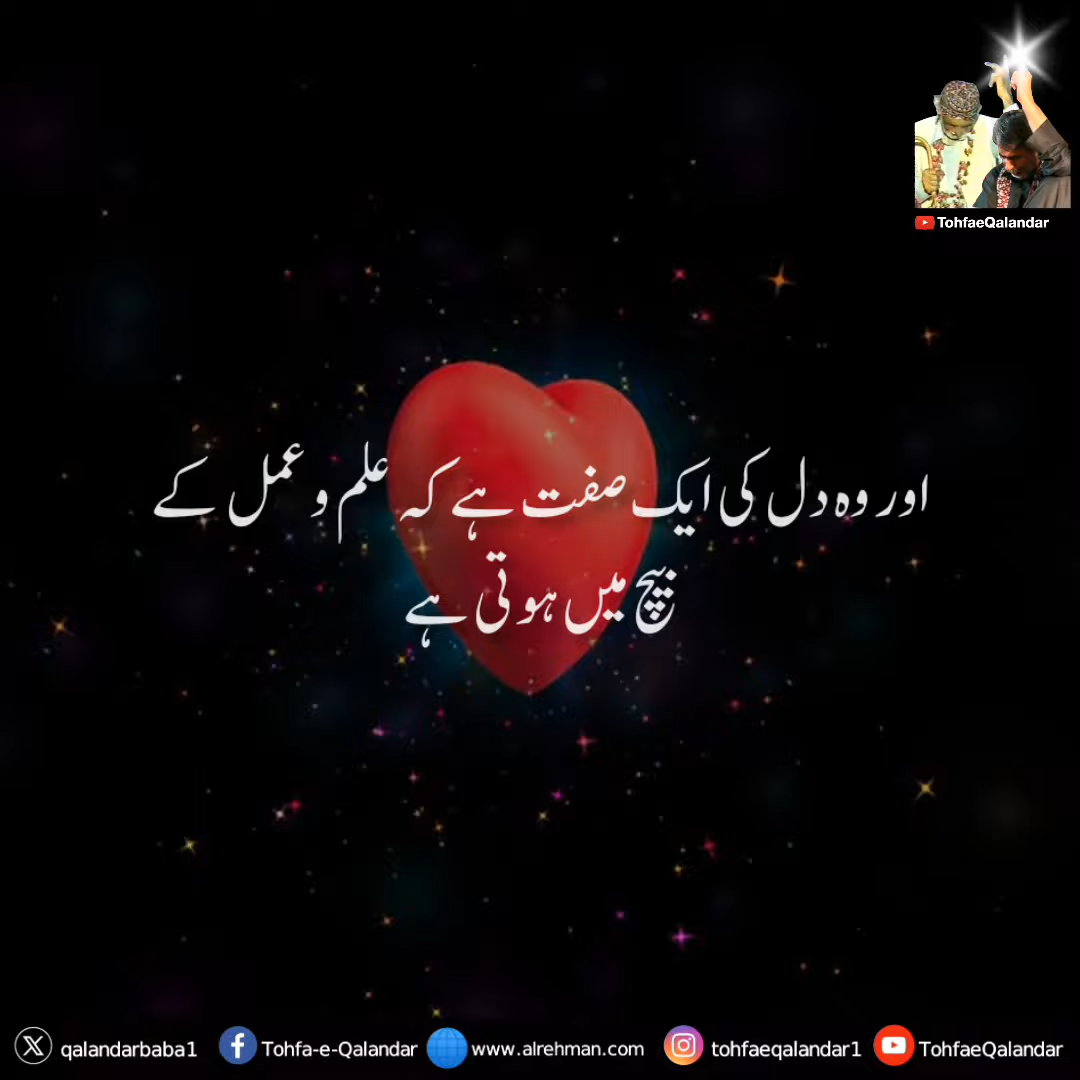 TohfaeQalandar
اور وہ دل کی ایک صفت ہے کہ علم و عمل کے
بیچ میں ہوتی ہے
qalandarbaba1 Tohfa-e-Qalandar www.alrehman.com tohfaeqalandar1 TohfaeQalandar